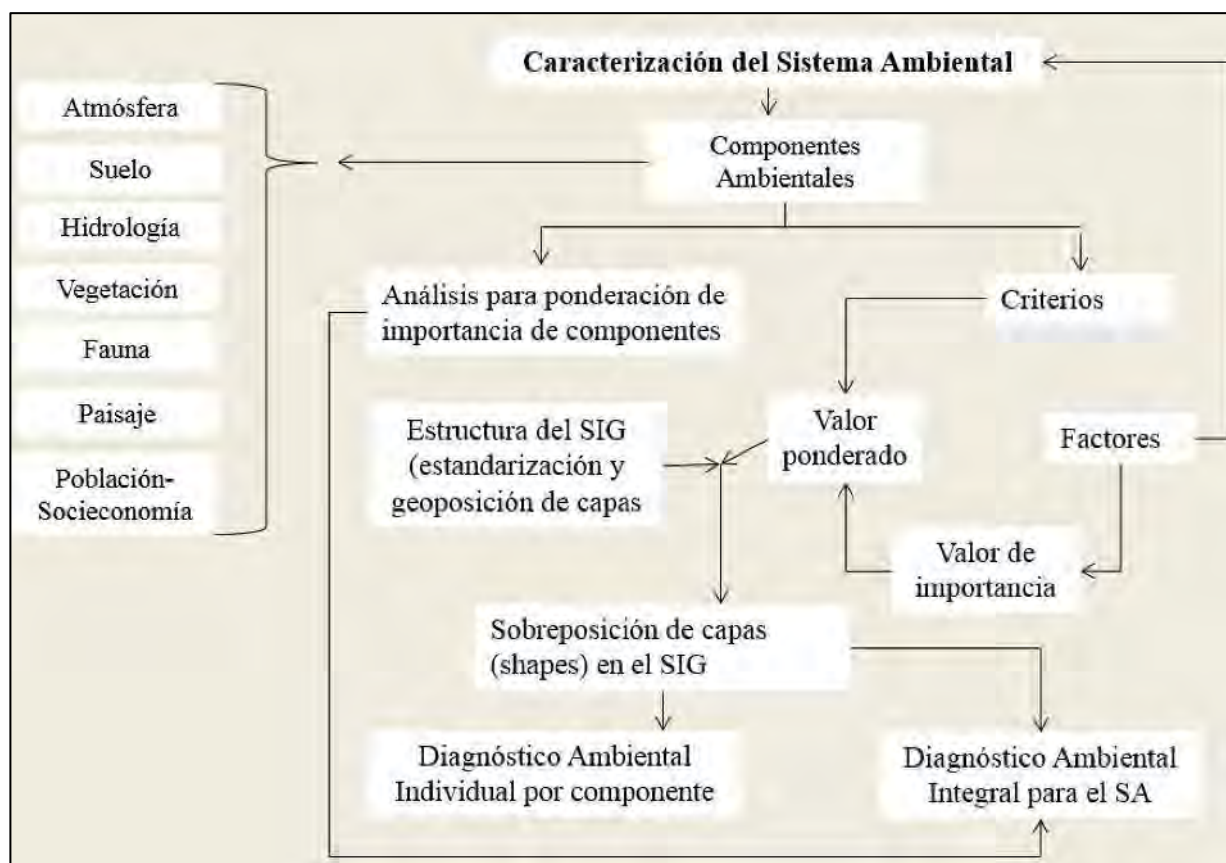 Caracterización del Sistema Ambiental
Atmósfera
Suelo
Hidrología
Vegetación
Fauna
Paisaje
Población-
Socieconomía
Componentes
Ambientales
Análisis para ponderación de
importancia de componentes
Criterios
Estructura del SIG
(estandarización y
geoposición de capas
Valor
ponderado
Factores
Valor de
importancia
Sobreposición de capas
(shapes) en el SIG
Diagnóstico Ambiental
Individual por componente
Diagnóstico Ambiental
Integral para el SA